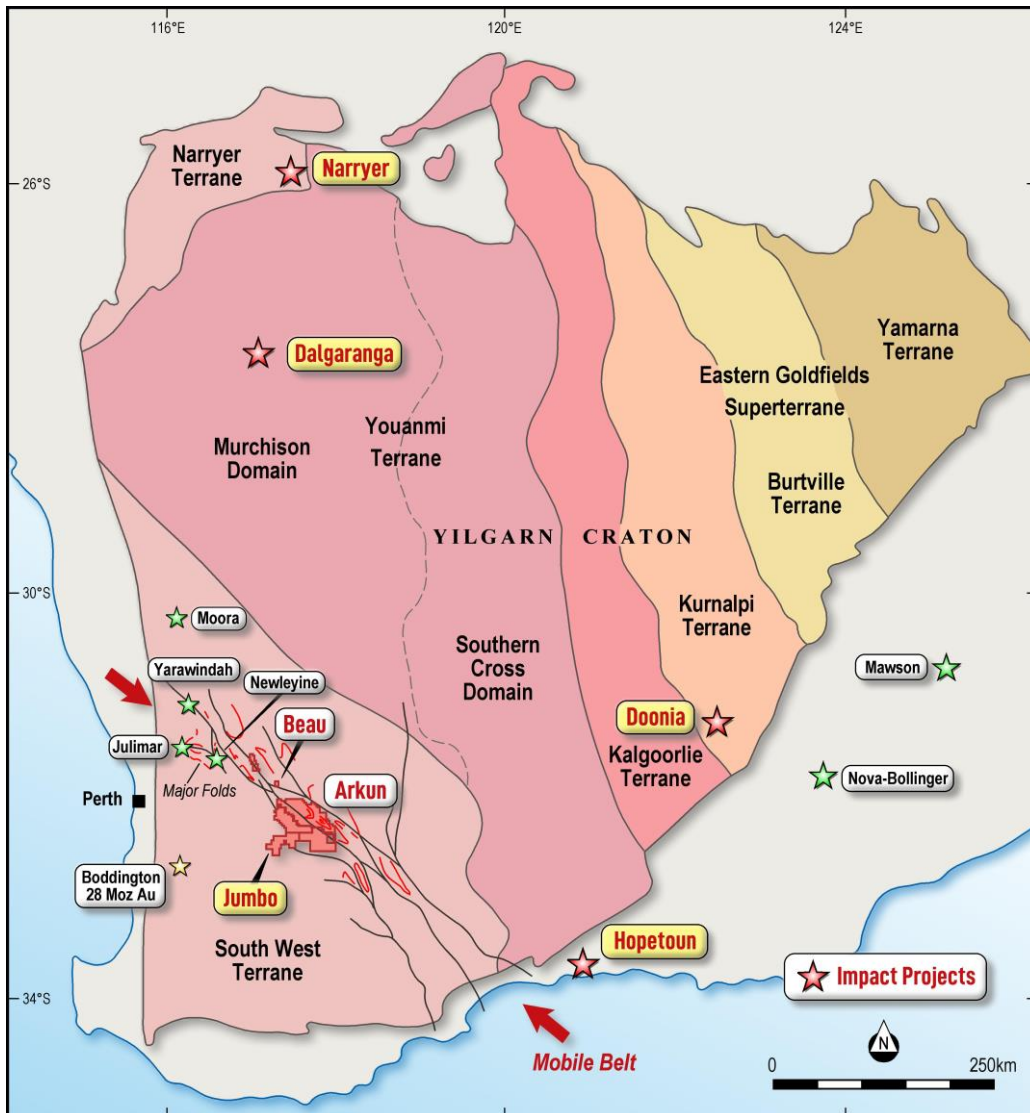 116°E
120°E
124°E
26°S
Narryer
Terrane
Narryer
Dalgaranga
Youanmi
Terrane
Murchison
Domain
Yamarna
Terrane
Eastern Goldfields
Superterrane
Burtville
Terrane
YILGARN CRATON
30°S
Moora
Kurnalpi
Terrane
Southern
Cross
Domain
Yarawindah
Newleyine
Mawson
Beau
Doonia
Julimar
Major Folds
Kalgoorlie
Terrane
Nova-Bollinger
Perth
Arkun
Boddington
28 Moz Au
Jumbo
South West
Terrane
Hopetoun
Impact Projects
34°S
Mobile Belt
N
0
250km